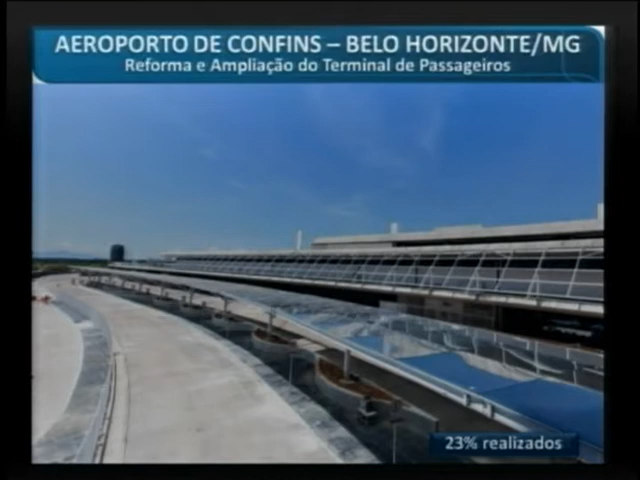 AEROPORTO DE CONFINS – BELO HORIZONTE/MG
Reforma e Ampliação do Terminal de Passageiros
23% realizados